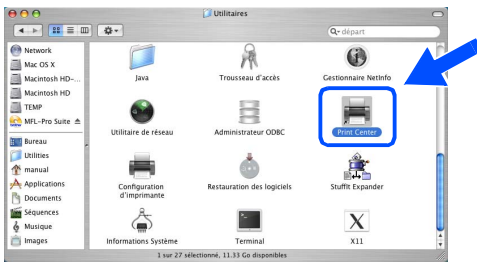 Utilitaires
Q- départ
Network
Mac OS X
Macintosh HD-...
Macintosh HD
TEMP
MFL-Pro Suite
Bureau
Utilities
manual
Applications
Documents
Séquences
Musique
Images
Java
Trousseau d'accès
Gestionnaire NetInfo
Utilitaire de réseau
Administrateur ODBC
Print Center
Configuration
d'imprimante
Restauration des logiciels
StuffIt Expander
Informations Système
Terminal
X11
1 sur 27 sélectionné, 11.33 Go disponibles